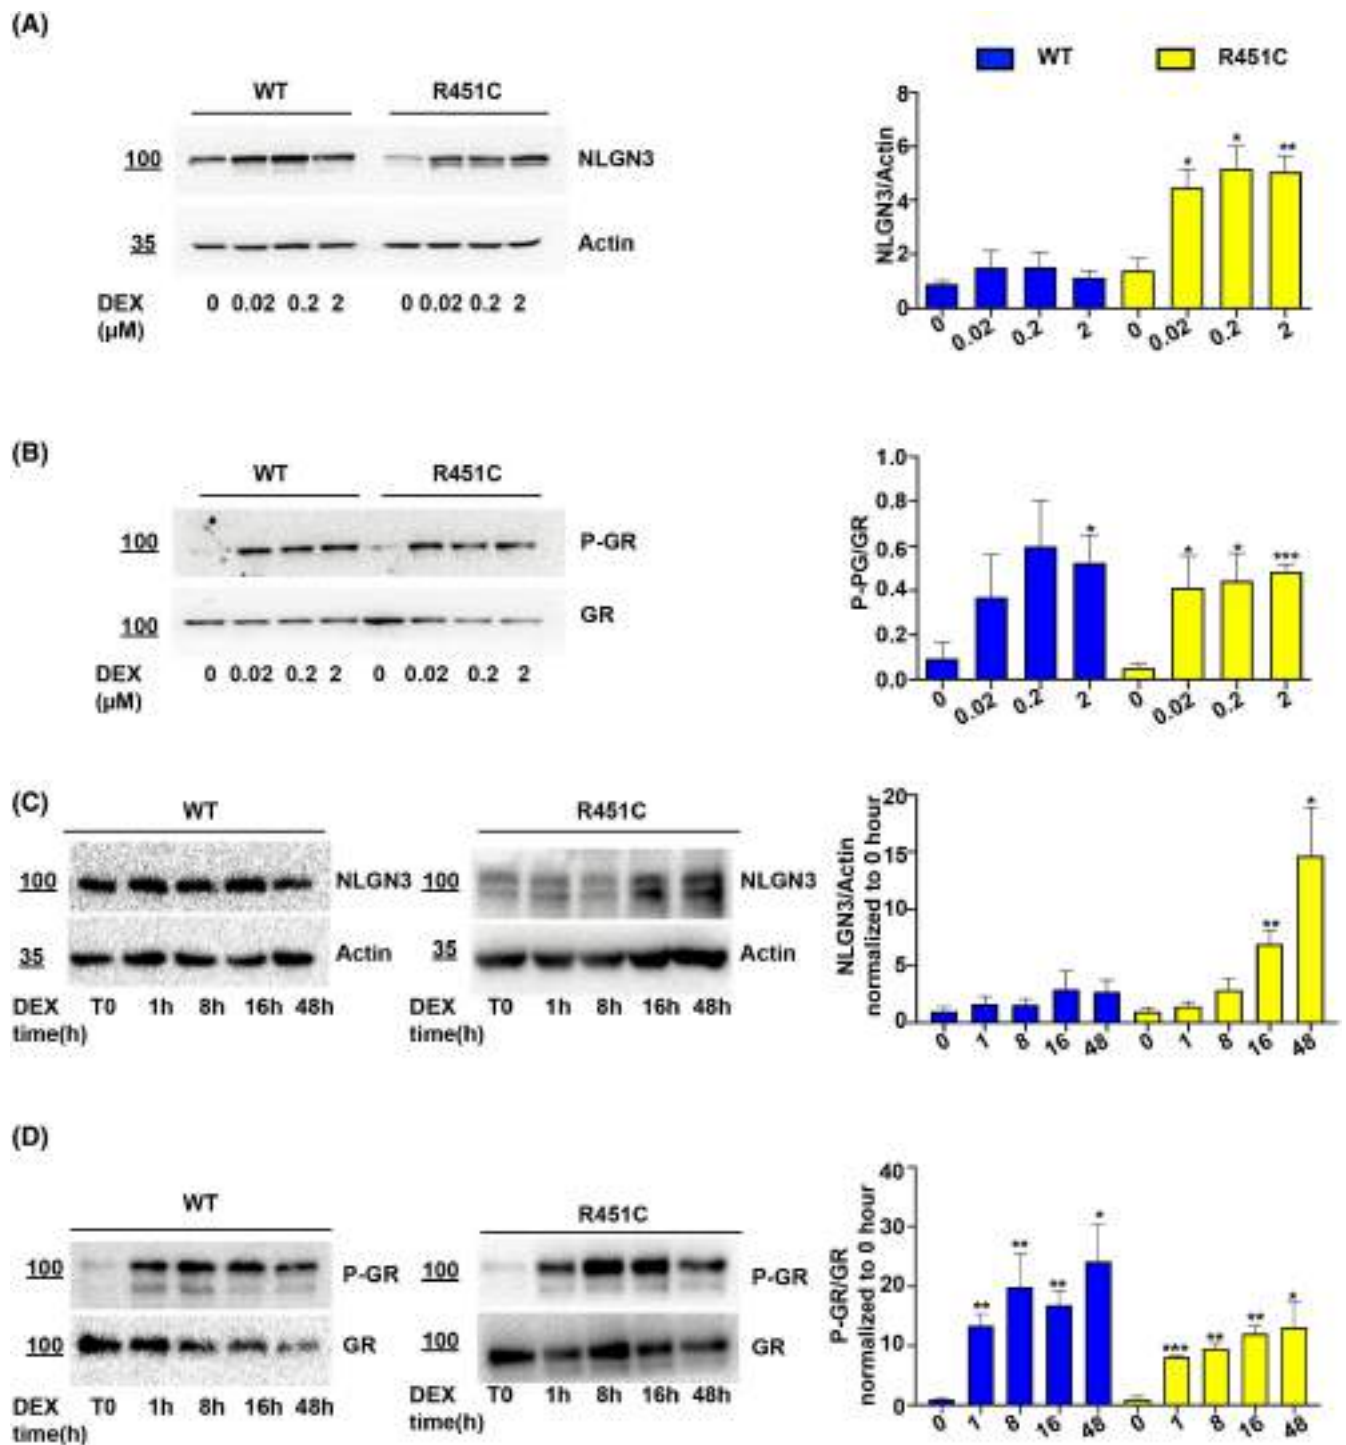 (A)
WT R451C
100 NLGN3
35 Actin
DEX 0 0.02 0.2 2 0 0.02 0.2 2
(µM)
WT R451C
NLGN3/Actin
8
6
4
2
0
* * **
0 0.02 0.2 2 0 0.02 0.2 2
(B)
WT R451C
100 P-GR
100 GR
DEX 0 0.02 0.2 2 0 0.02 0.2 2
(µM)
P-PG/GR
1.0
0.8
0.6
0.4
0.2
0.0
* * * ***
0 0.02 0.2 2 0 0.02 0.2 2
(C)
WT
100 NLGN3
35 Actin
DEX T0 1h 8h 16h 48h
time(h)
R451C
100 NLGN3
35 Actin
DEX T0 1h 8h 16h 48h
time(h)
NLGN3/Actin
normalized to 0 hour
20
15
10
5
0
** *
0 1 8 16 48 0 1 8 16 48
(D)
WT
100 P-GR
100 GR
DEX T0 1h 8h 16h 48h
time(h)
R451C
100 P-GR
100 GR
DEX T0 1h 8h 16h 48h
time(h)
P-GR/GR
normalized to 0 hour
40
30
20
10
0
** ** ** * *** ** ** *
0 1 8 16 48 0 1 8 16 48